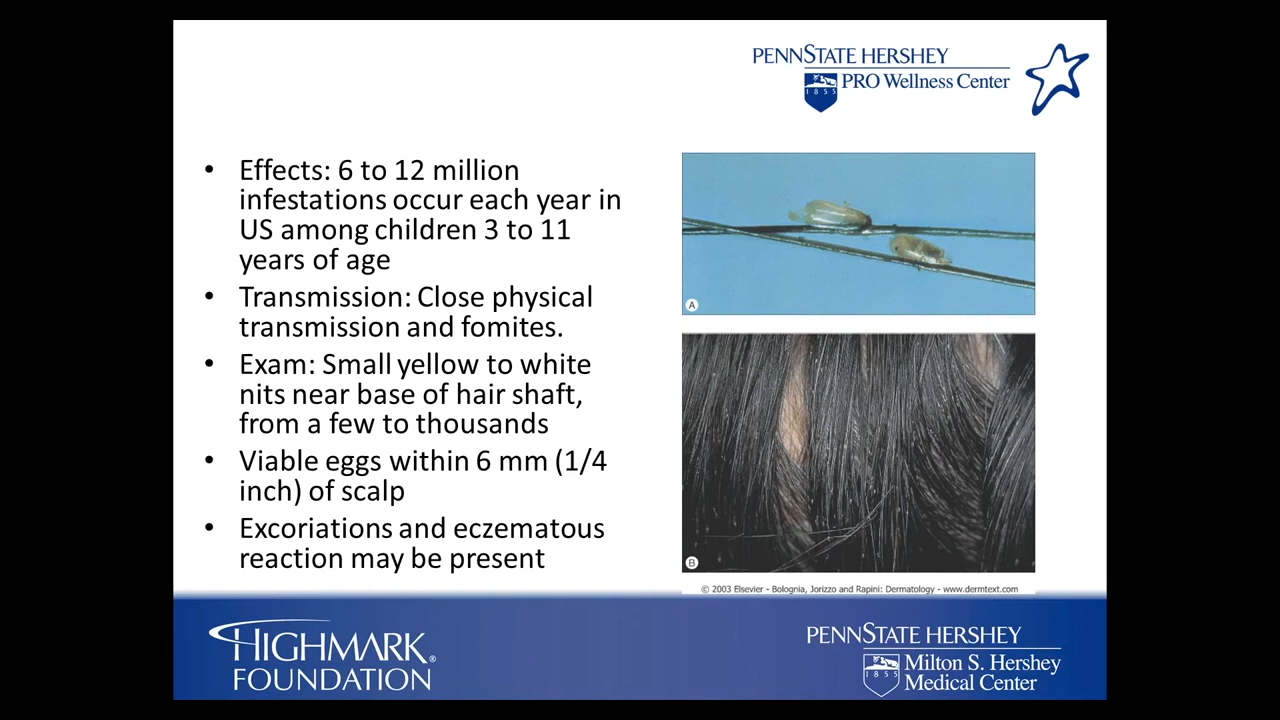 PENNSTATE HERSHEY
PRO Wellness Center
1855
• Effects: 6 to 12 million
infestations occur each year in
US among children 3 to 11
years of age
• Transmission: Close physical
transmission and fomites.
• Exam: Small yellow to white
nits near base of hair shaft,
from a few to thousands
• Viable eggs within 6 mm (1/4
inch) of scalp
• Excoriations and eczematous
reaction may be present
A
B
© 2003 Elsevier - Bolognia, Jorizzo and Rapini: Dermatology - www.dermtext.com
HIGHMARK®
FOUNDATION
PENNSTATE HERSHEY
Milton S. Hershey
Medical Center
1855